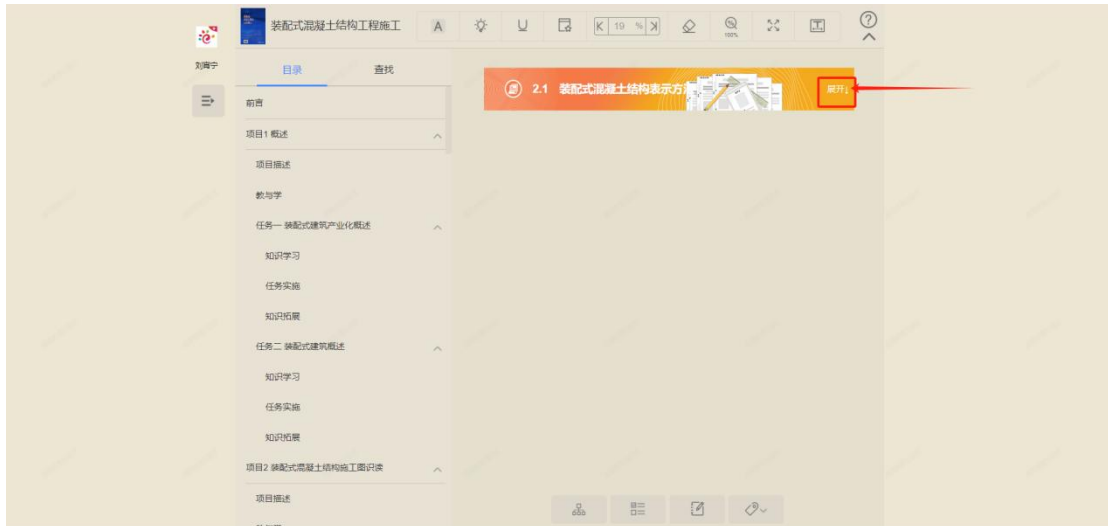 装配式混凝土结构工程施工
A
K 19 % K
100%
刘海宁
目录 查找
2.1 装配式混凝土结构表示方法
展开↓
前言
项目1 概述
项目描述
教与学
任务一 装配式建筑产业化概述
知识学习
任务实施
知识拓展
任务二 装配式建筑概述
知识学习
任务实施
知识拓展
项目2 装配式混凝土结构施工图识读
项目描述